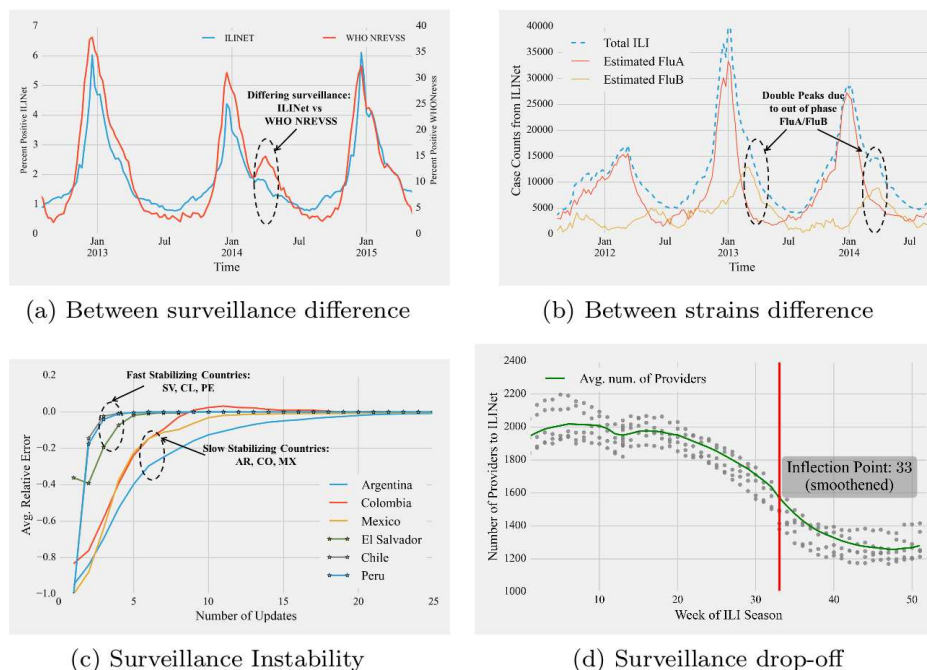 7
6
5
4
3
2
1
0
Percent Positive ILINet
ILINET
WHO NREVSS
40
35
30
25
20
15
10
5
0
Percent Positive WHONrevss
Differing surveillance:
ILINet vs
WHO NREVSS
Jan
2013
Jul
Jan
2014
Jul
Jan
2015
Time
(a) Between surveillance difference
40000
35000
30000
25000
20000
15000
10000
5000
0
Case Counts from ILINet
Total ILI
Estimated FluA
Estimated FluB
Double Peaks due
to out of phase
FluA/FluB
Jan
2012
Jul
Jan
2013
Jul
Jan
2014
Jul
Time
(b) Between strains difference
0.2
0.0
−0.2
−0.4
−0.6
−0.8
−1.0
Avg. Relative Error
Fast Stabilizing Countries:
SV, CL, PE
Slow Stabilizing Countries:
AR, CO, MX
Argentina
Colombia
Mexico
El Salvador
Chile
Peru
0 5 10 15 20 25
Number of Updates
(c) Surveillance Instability
2400
2200
2000
1800
1600
1400
1200
1000
Number of Providers to ILINet
Avg. num. of Providers
Inflection Point: 33
(smoothened)
10 20 30 40 50
Week of ILI Season
(d) Surveillance drop-off